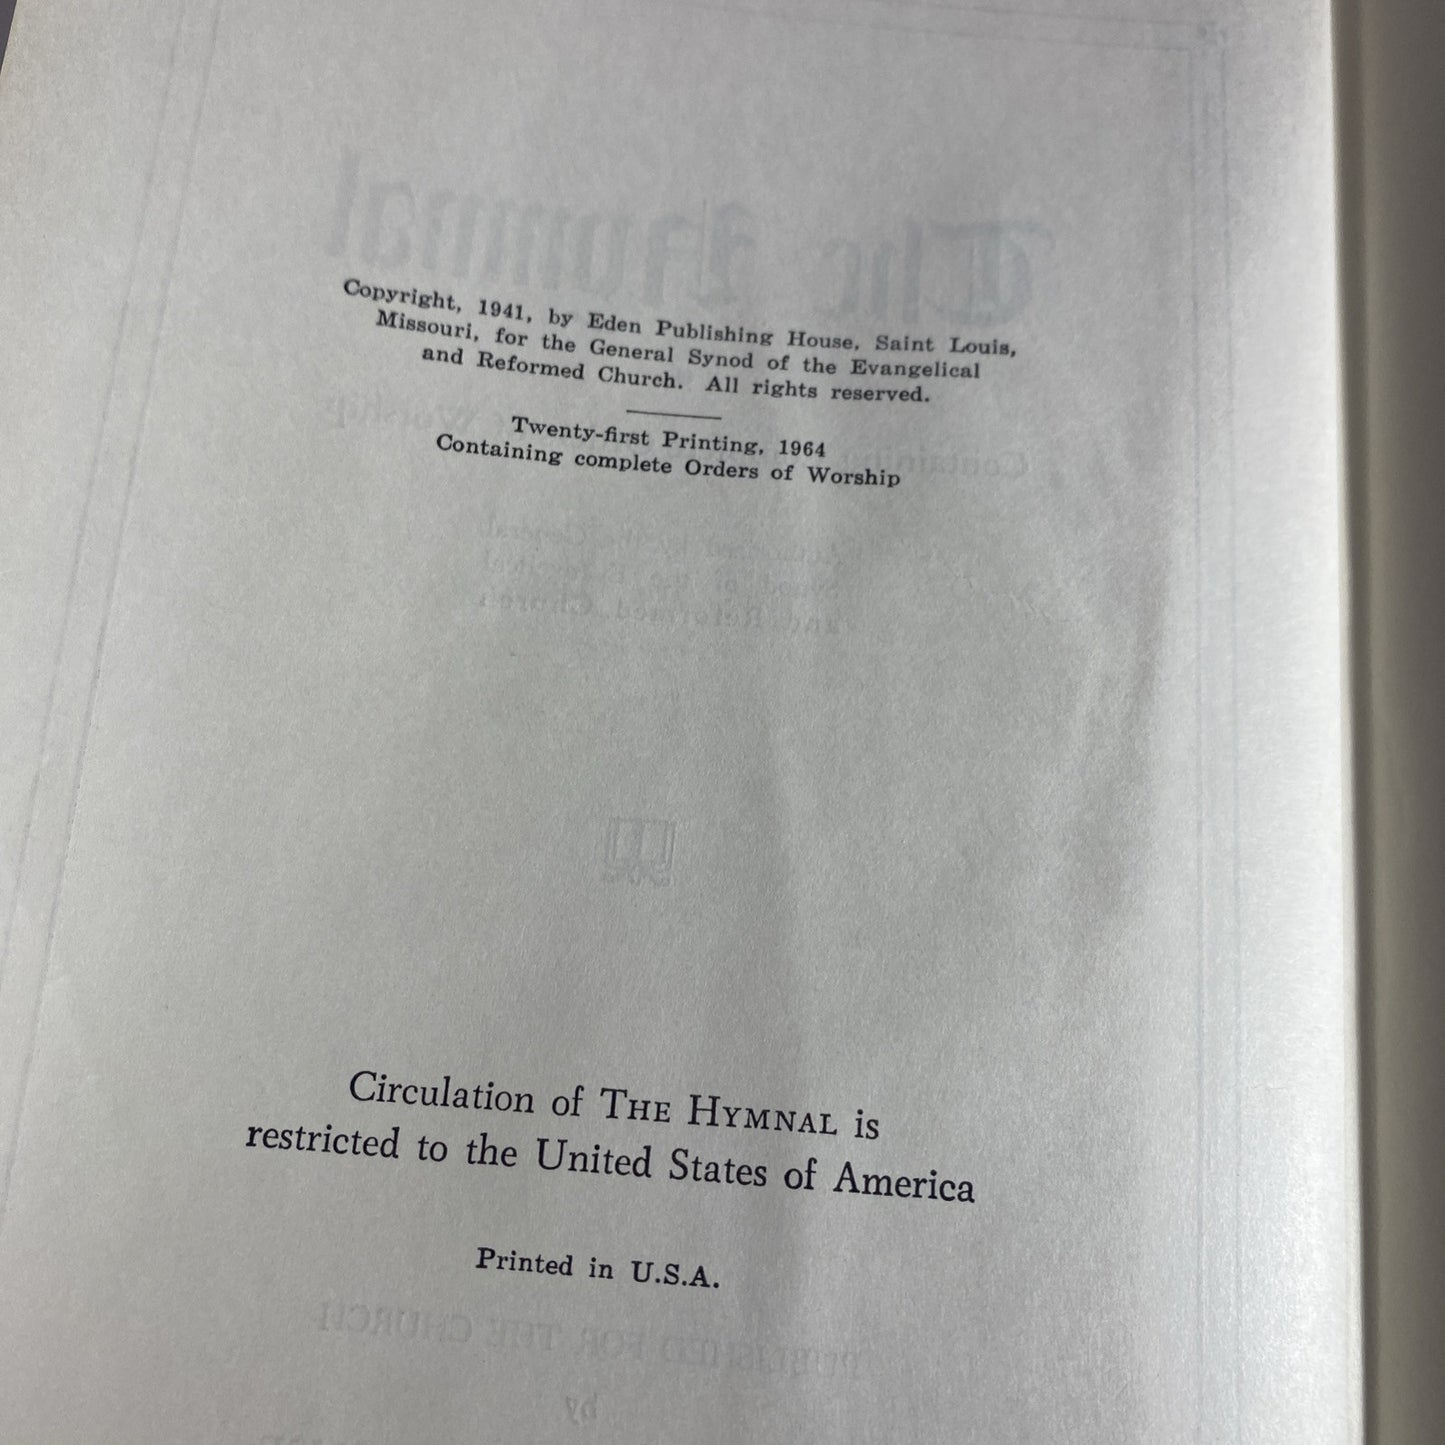 Copyright, 1941, by Eden Publishing House, Saint Louis,
Missouri, for the General Synod of the Evangelical
and Reformed Church. All rights reserved.
Twenty-first Printing, 1964
Containing complete Orders of Worship
Circulation of THE HYMNAL is
restricted to the United States of America
Printed in U.S.A.